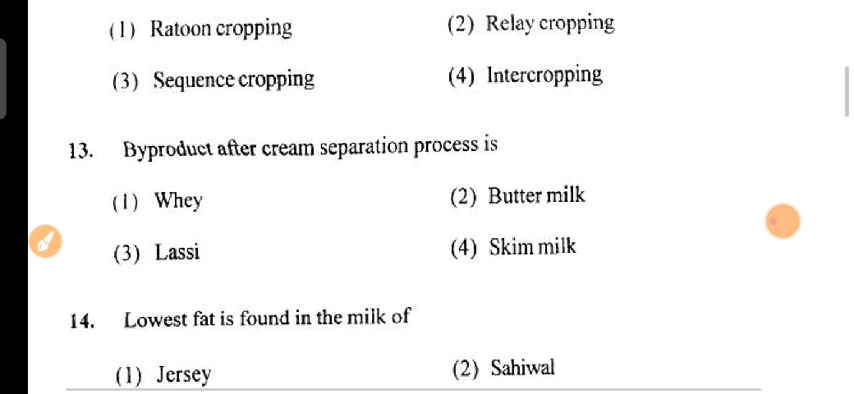 (1) Ratoon cropping (2) Relay cropping
(3) Sequence cropping (4) Intercropping
13. Byproduct after cream separation process is
(1) Whey (2) Butter milk
(3) Lassi (4) Skim milk
14. Lowest fat is found in the milk of
(1) Jersey (2) Sahiwal